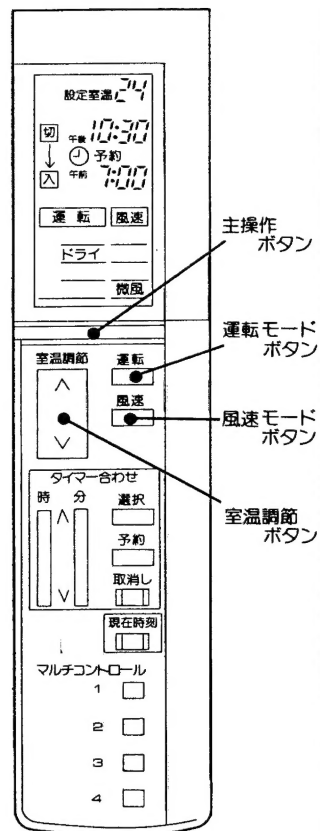 設定室温24
切 午後10:30
↓ 予約
入 午前7:00
運転 風速
ドライ
微風
主操作
ボタン
運転モード
ボタン
風速モード
ボタン
室温調節
ボタン
室温調節 運転
風速
タイマー合わせ
時 分 選択
予約
取消し
現在時刻
マルチコントロール
1
2
3
4